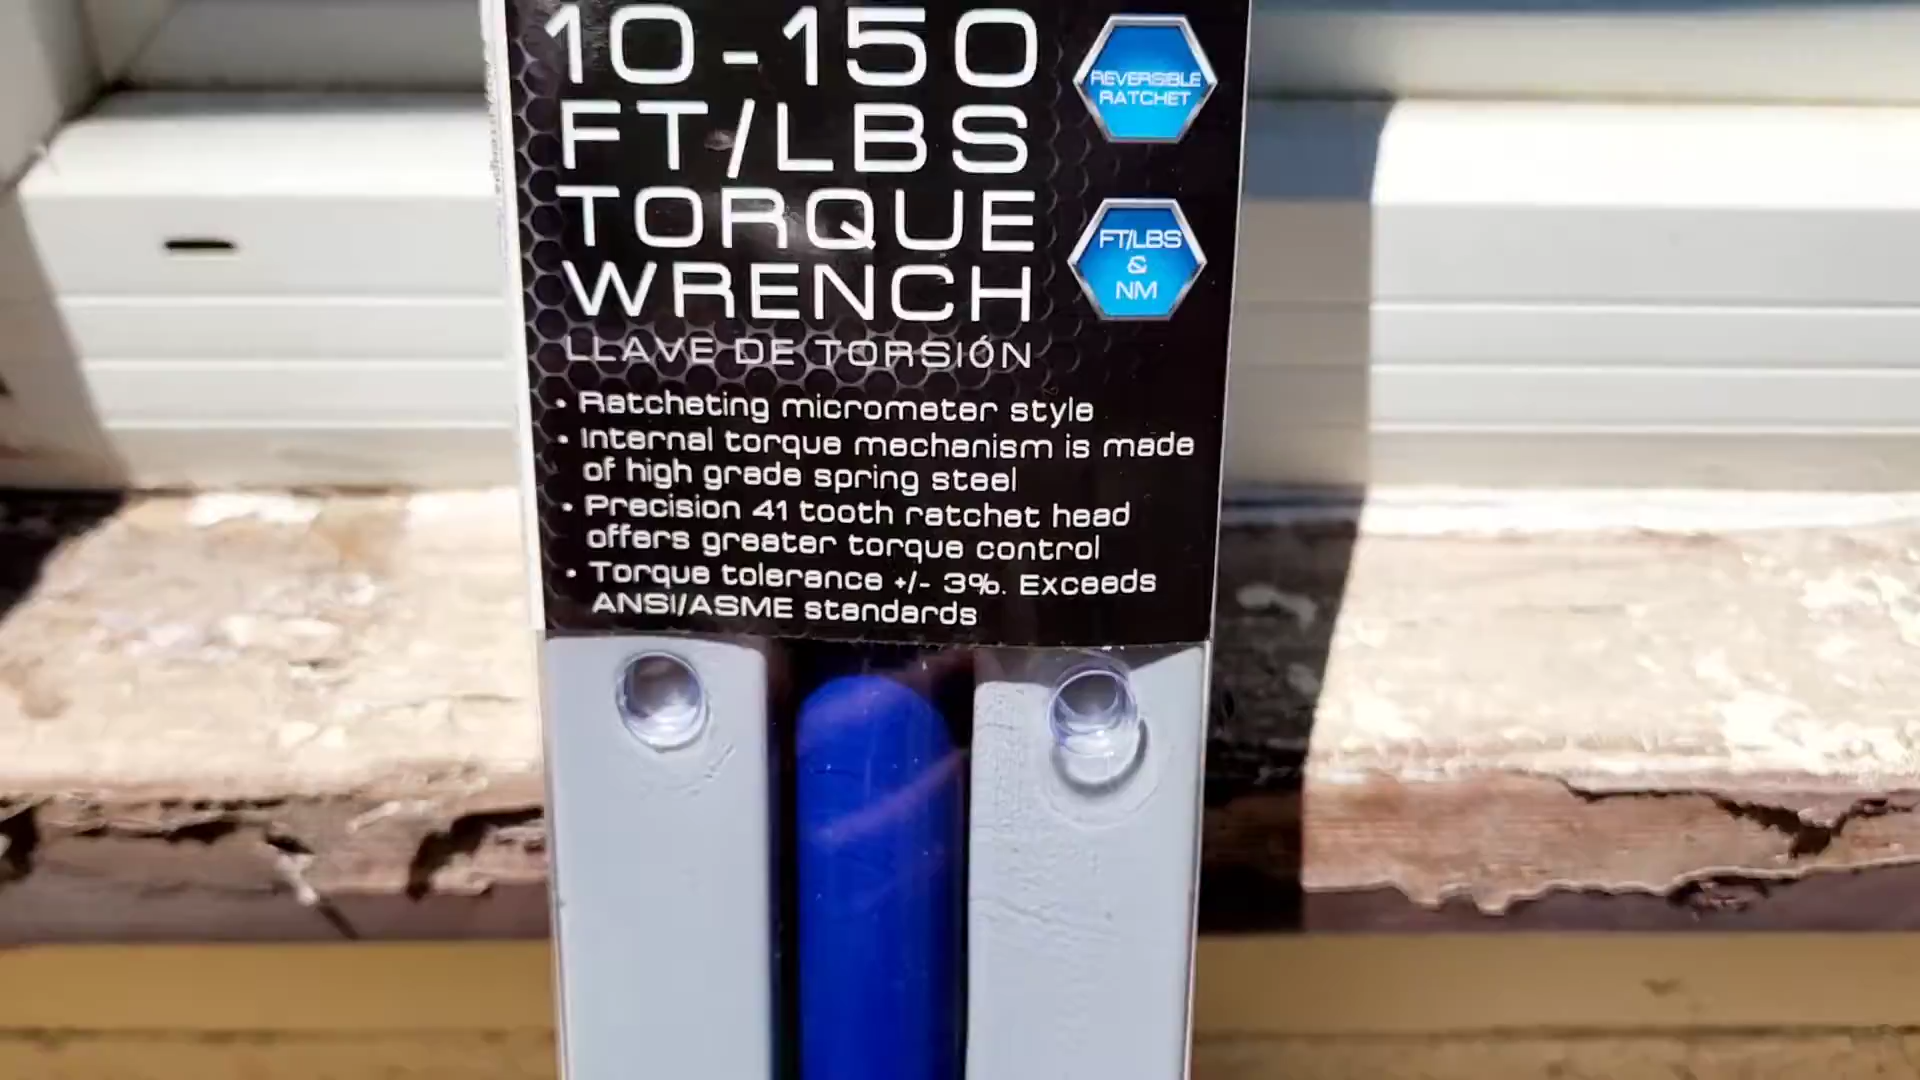 10-150
FT/LBS
TORQUE
WRENCH
LLAVE DE TORSIÓN
REVERSIBLE
RATCHET
FT/LBS
&
NM
• Ratcheting micrometer style
• Internal torque mechanism is made
of high grade spring steel
• Precision 41 tooth ratchet head
offers greater torque control
• Torque tolerance +/- 3%. Exceeds
ANSI/ASME standards